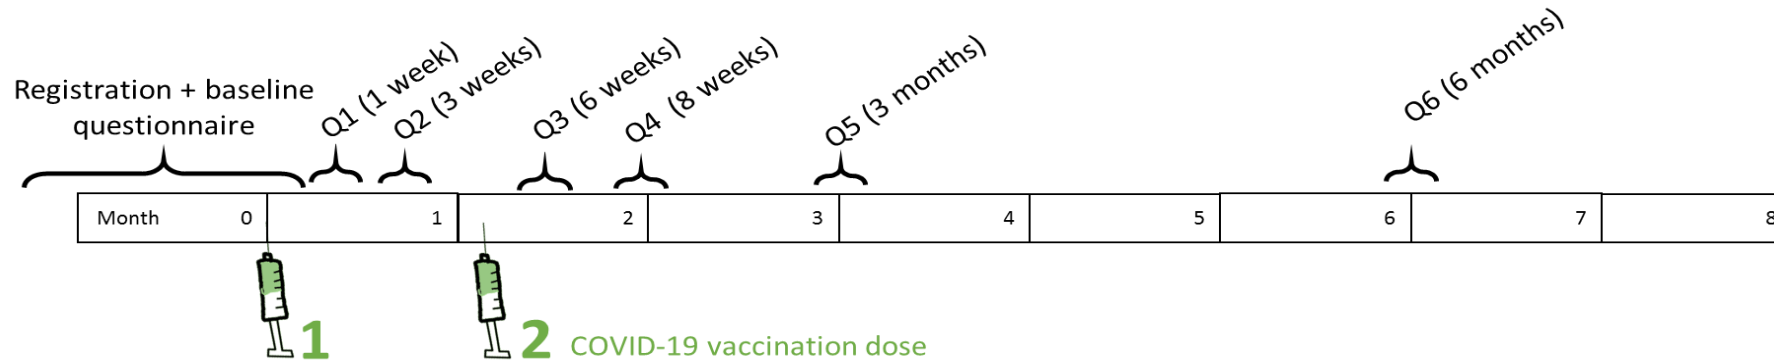 Registration + baseline
questionnaire
Q1 (1 week)
Q2 (3 weeks)
Q3 (6 weeks)
Q4 (8 weeks)
Q5 (3 months)
Q6 (6 months)
Month 0 1 2 3 4 5 6 7 8
1
2 COVID-19 vaccination dose